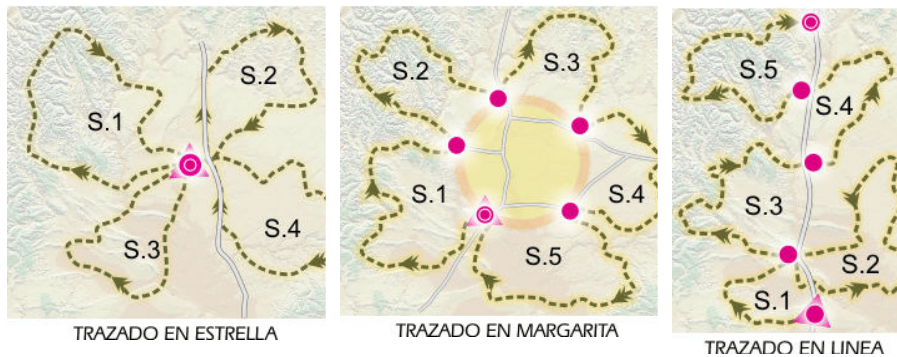 S.1
S.2
S.3
S.4
TRAZADO EN ESTRELLA
S.2
S.3
S.1
S.4
S.5
TRAZADO EN MARGARITA
S.5
S.4
S.3
S.2
S.1
TRAZADO EN LINEA